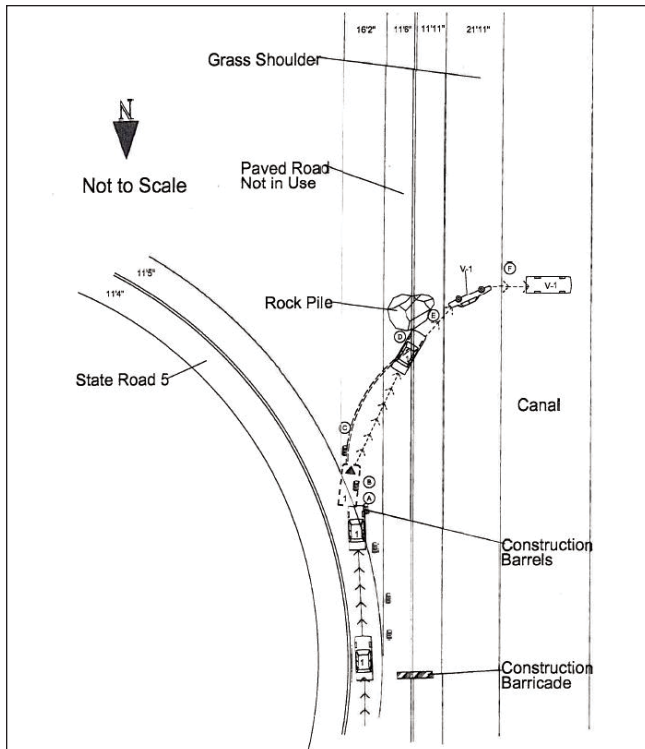 16'2" 11'6" 11'11" 21'11"
Grass Shoulder
N
Not to Scale
Paved Road
Not in Use
F
V-1
V-1
11'5"
11'4"
Rock Pile
E
D
State Road 5
Canal
C
B
1
A
1
Construction
Barrels
1
Construction
Barricade